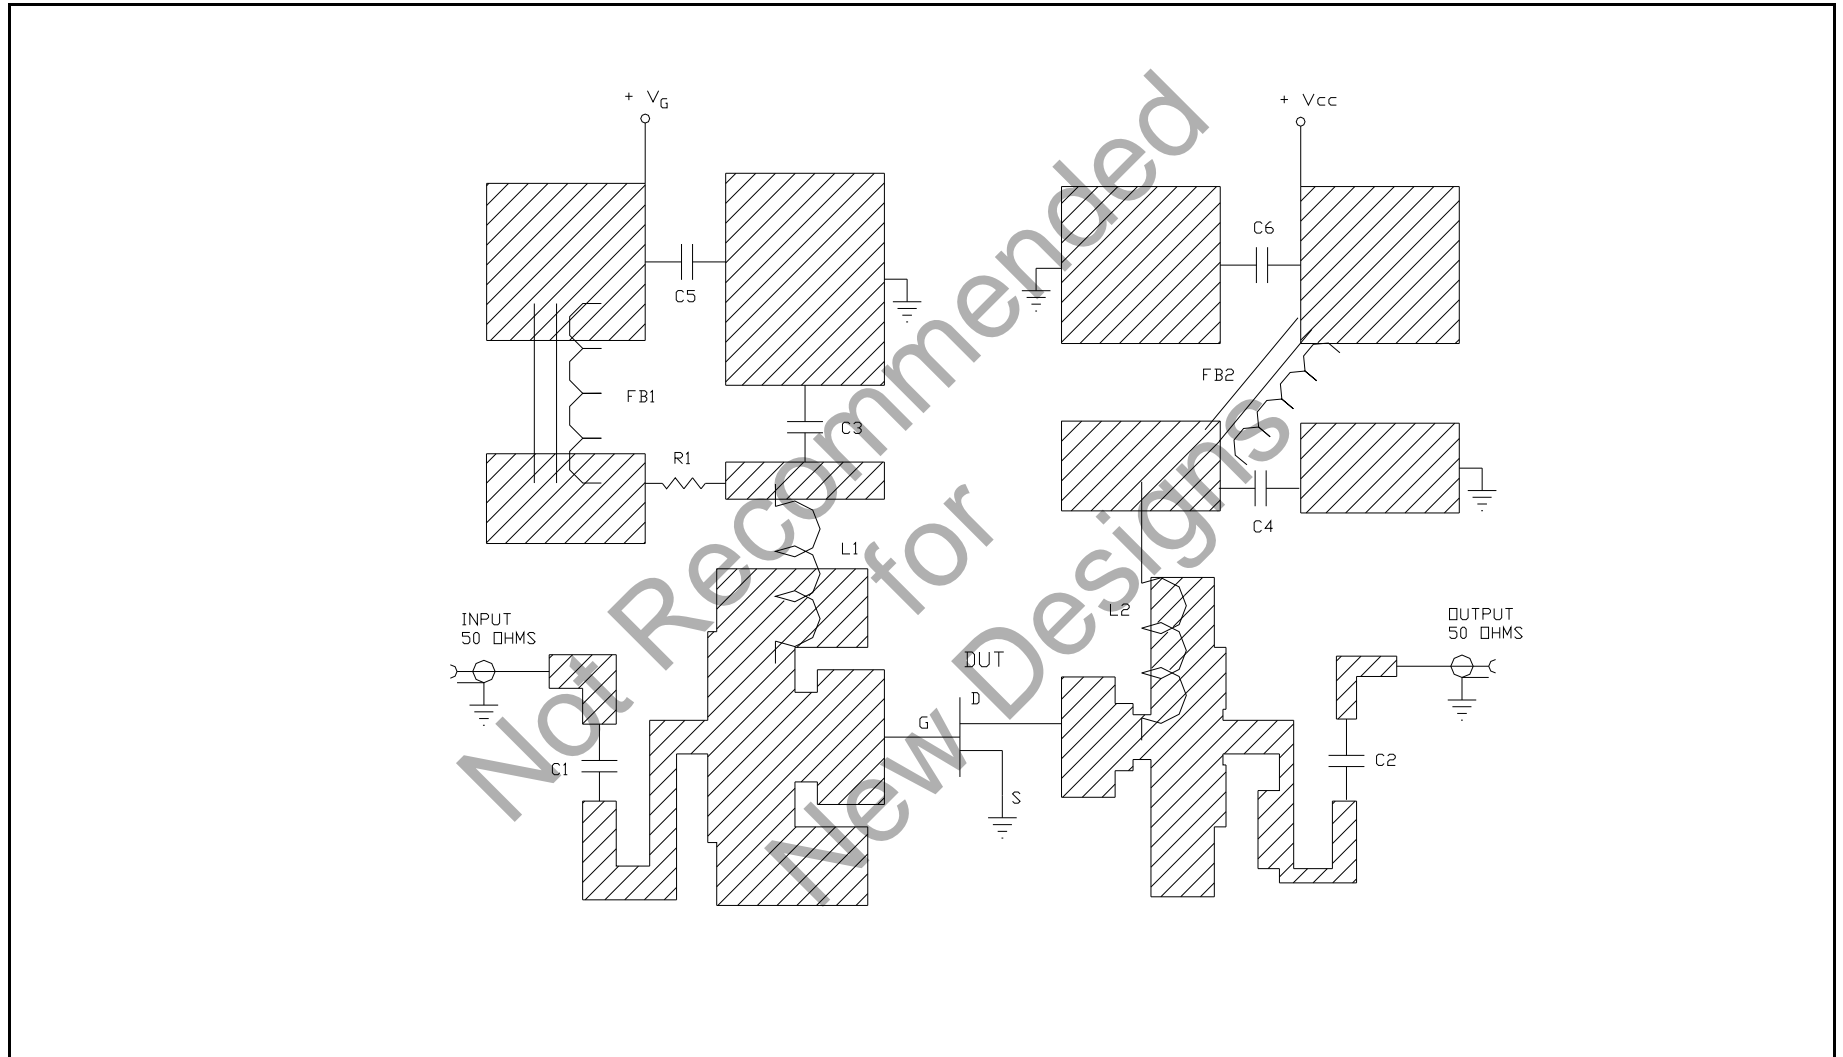 + VG
+ Vcc
C6
C5
FB2
FB1
C3
R1
C4
L1
L2
INPUT
50 OHMS
OUTPUT
50 OHMS
DUT
D
G
C1
C2
S
Not Recommended
for
New Designs